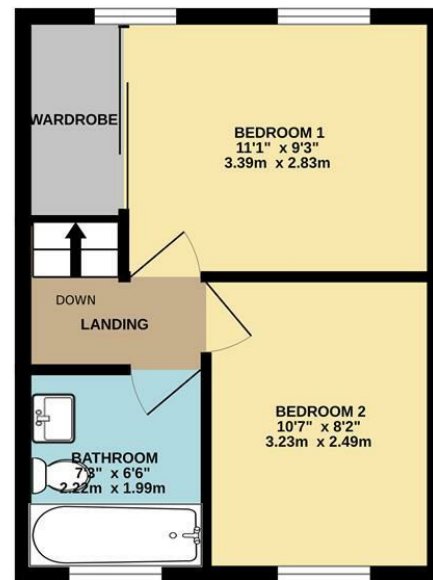 WARDROBE
BEDROOM 1
11'1" x 9'3"
3.39m x 2.83m
DOWN
LANDING
BEDROOM 2
10'7" x 8'2"
3.23m x 2.49m
BATHROOM
7'3" x 6'6"
2.22m x 1.99m